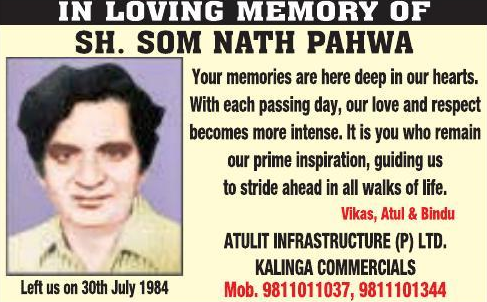 IN LOVING MEMORY OF
SH. SOM NATH PAHWA
Your memories are here deep in our hearts.
With each passing day, our love and respect
becomes more intense. It is you who remain
our prime inspiration, guiding us
to stride ahead in all walks of life.
Vikas, Atul & Bindu
ATULIT INFRASTRUCTURE (P) LTD.
KALINGA COMMERCIALS
Mob. 9811011037, 9811101344
Left us on 30th July 1984